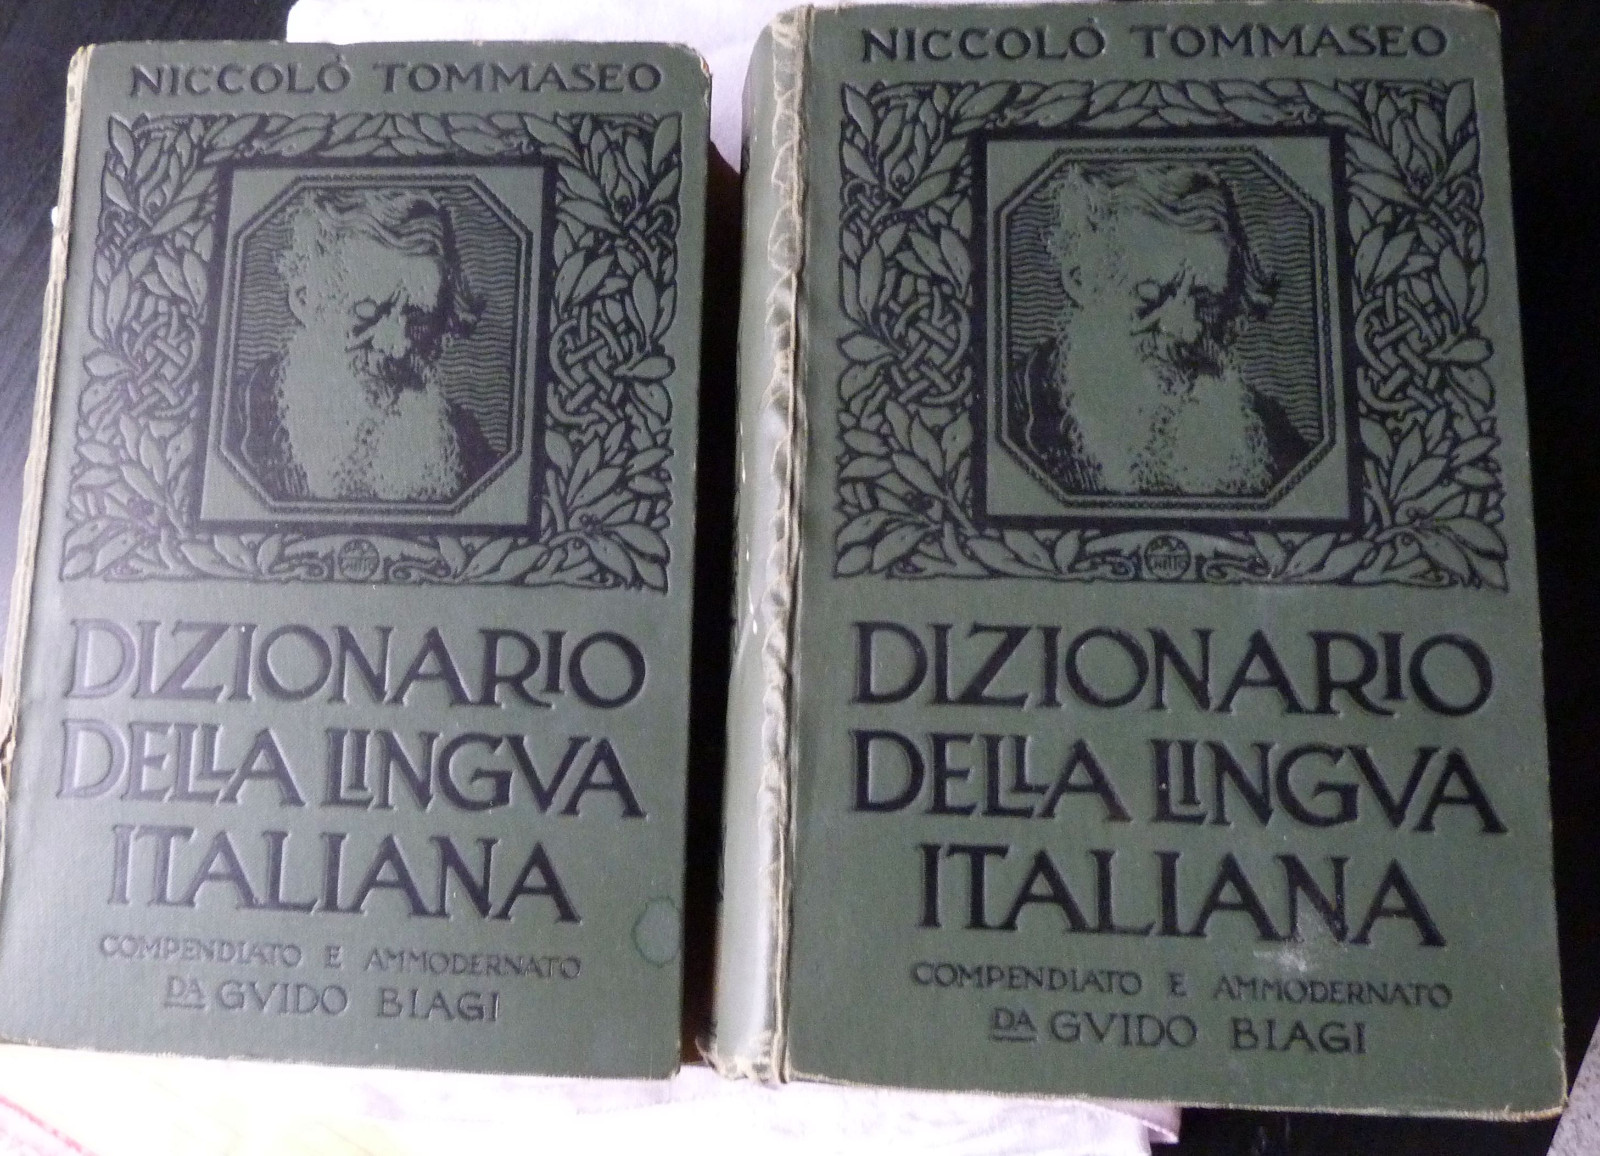 NICCOLÒ TOMMASEO
DIZIONARIO
DELLA LINGVA
ITALIANA
COMPENDIATO E AMMODERNATO
DA GVIDO BIAGI
NICCOLÒ TOMMASEO
DIZIONARIO
DELLA LINGVA
ITALIANA
COMPENDIATO E AMMODERNATO
DA GVIDO BIAGI